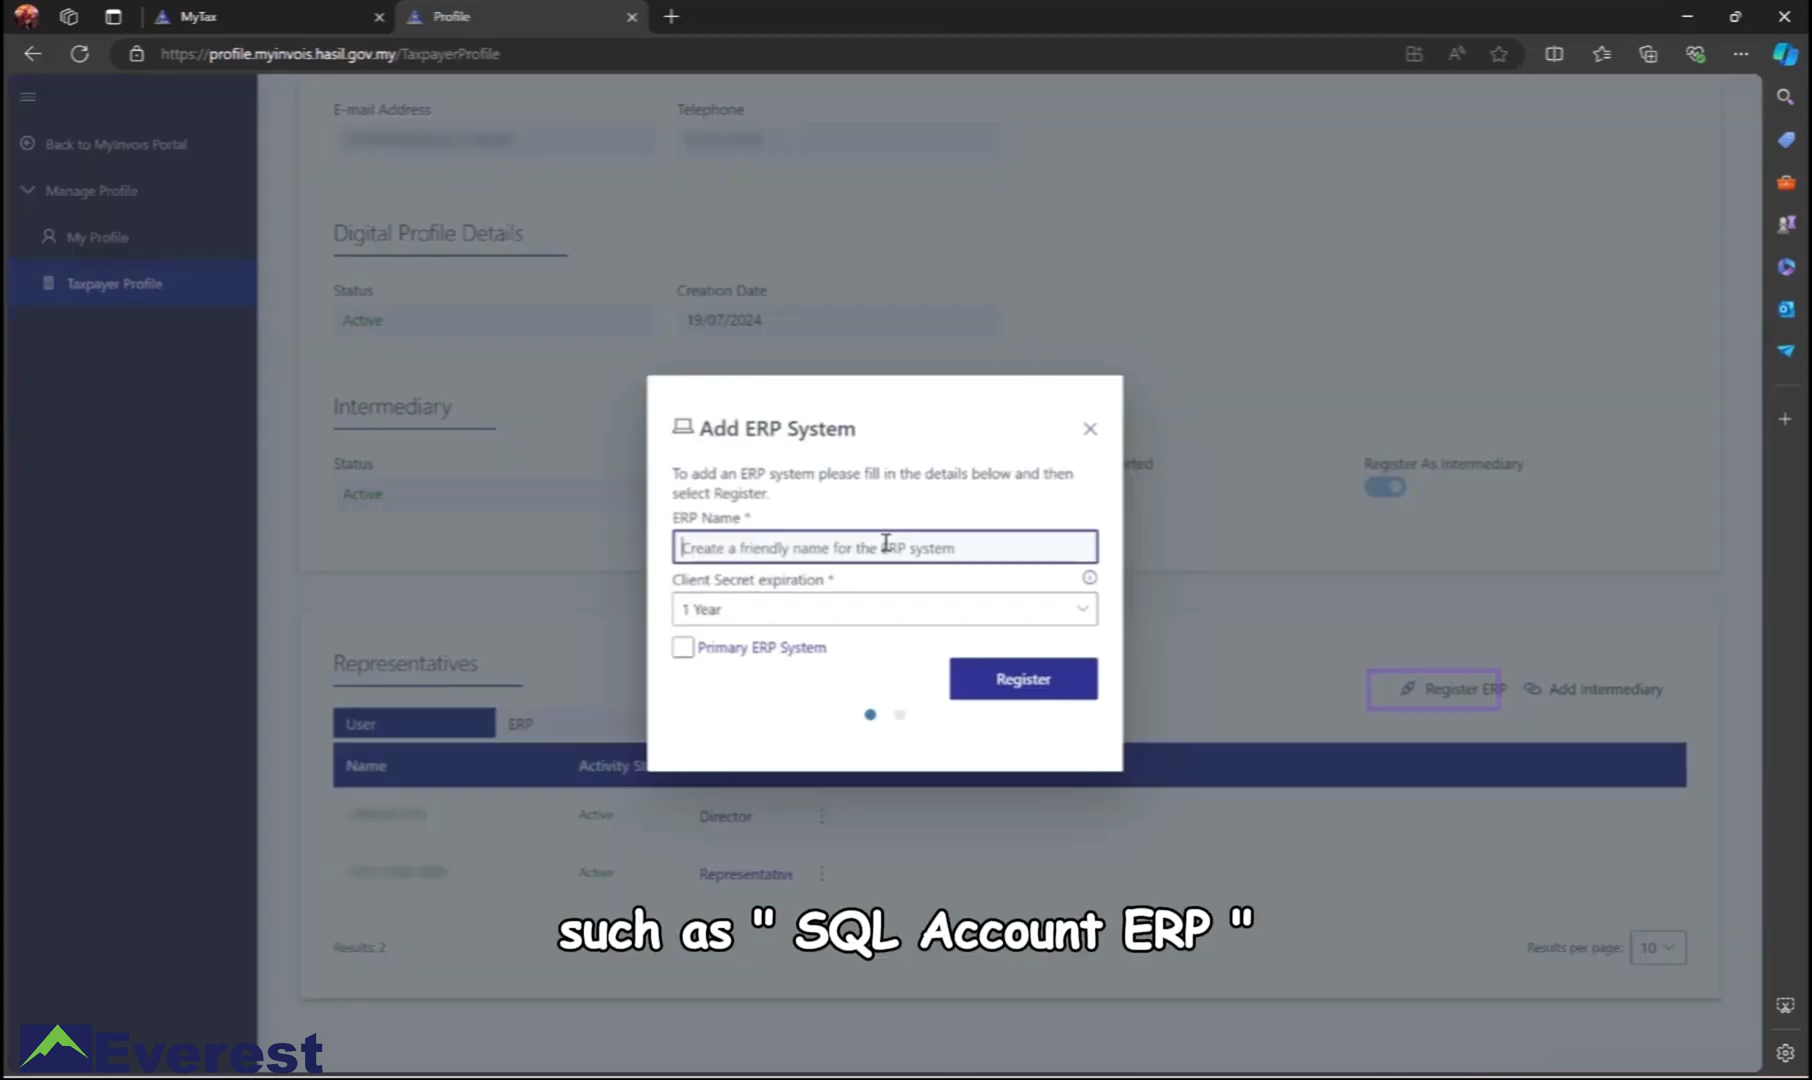 MyTax
Profile
https://profile.myinvois.hasil.gov.my/TaxpayerProfile
E-mail Address
Telephone
Back to MyInvois Portal
Manage Profile
My Profile
Taxpayer Profile
Digital Profile Details
Status
Creation Date
Active
19/07/2024
Intermediary
Status
Register As Intermediary
Active
Add ERP System
To add an ERP system please fill in the details below and then
select Register.
ERP Name *
Create a friendly name for the ERP system
Client Secret expiration *
1 Year
Primary ERP System
Register
Representatives
Register ERP
Add Intermediary
User
ERP
Name
Activity
Active
Director
Active
Representative
such as " SQL Account ERP "
Results: 2
Results per page:
10
Everest